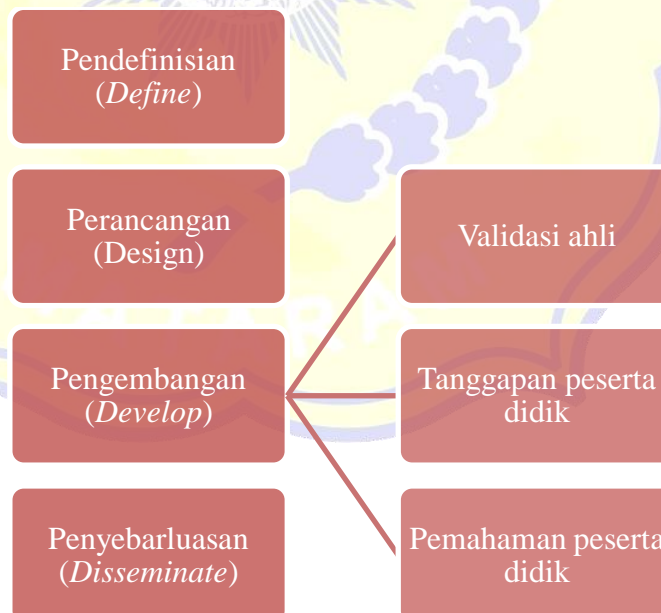 Pendefinisian
(Define)
Perancangan
(Design)
Pengembangan
(Develop)
Penyebarluasan
(Disseminate)
Validasi ahli
Tanggapan peserta
didik
Pemahaman peserta
didik